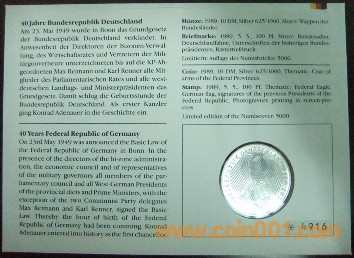 40 Jahre Bundesrepublik Deutschland
Am 23. Mai 1949 wurde in Bonn das Grundgesetz
der Bundesrepublik Deutschland verkündet. In
Anwesenheit der Direktoren der Bizonen-Verwal-
tung, des Wirtschaftsrates und Vertretern der Mili-
tärgouverneure unterzeichneten bis auf die KP-Ab-
geordneten Max Reimann und Karl Renner alle Mit-
glieder des Parlamentarischen Rates und alle west-
deutschen Landtags- und Ministerpräsidenten das
Grundgesetz. Damit schlug die Geburtsstunde der
Bundesrepublik Deutschland. Als erster Kanzler
ging Konrad Adenauer in die Geschichte ein.
40 Years Federal Republic of Germany
On 23rd May 1949 was announced the Basic Law of
the Federal Republic of Germany in Bonn. In the
presence of the directors of the bi-zone administra-
tion, the economic council and of representatives
of the military governors all members of the par-
liamentary council and all West-German Presidents
of the provincial diets and Prime Ministers, with the
exception of the two Communist Party delegates
Max Reimann and Karl Renner, signed the Basic
Law. Thereby the hour of birth of the Federal
Republic of Germany had been coming. Konrad
Adenauer entered into history as the first chancellor.
Münze: 1989, 10 DM, Silber 625/1000, Motiv: Wappen der
Bundesländer
Briefmarke: 1989, 5. 5., 100 Pf, Motiv: Bundesadler,
Deutschlandfahne, Unterschriften der bisherigen Bundes-
präsidenten, Rastertiefdruck
Limitierte Auflage des Numisbriefes: 5000
Coin: 1989, 10 DM, Silver 625/1000, Thematic: Coat of
arms of the Federal Provinces
Stamp: 1989, 5. 5., 100 Pf, Thematic: Federal Eagle,
German flag, signatures of the previous Presidents of the
Federal Republic, Photogravure printing in screen-pro-
cess
Limited edition of the Numiscover: 5000
№ 4916
www.coin001.com